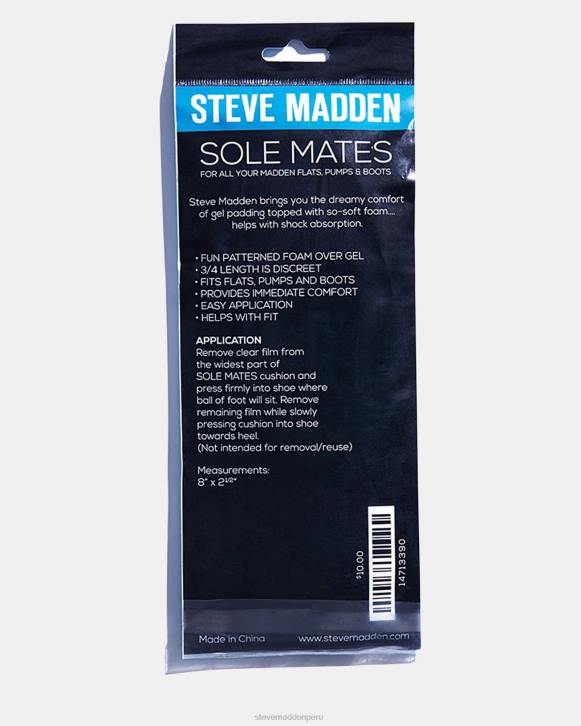 STEVE MADDEN
SOLE MATES
FOR ALL YOUR MADDEN FLATS, PUMPS & BOOTS
Steve Madden brings you the dreamy comfort
of gel padding topped with so-soft foam....
helps with shock absorption.
• FUN PATTERNED FOAM OVER GEL
• 3/4 LENGTH IS DISCREET
• FITS FLATS, PUMPS AND BOOTS
• PROVIDES IMMEDIATE COMFORT
• EASY APPLICATION
• HELPS WITH FIT
APPLICATION
Remove clear film from
the widest part of
SOLE MATES cushion and
press firmly into shoe where
ball of foot will sit. Remove
remaining film while slowly
pressing cushion into shoe
towards heel.
(Not intended for removal/reuse)
Measurements:
8" x 2 1/2"
$10.00
14713390
Made in China www.stevemadden.com
stevemaddenperu